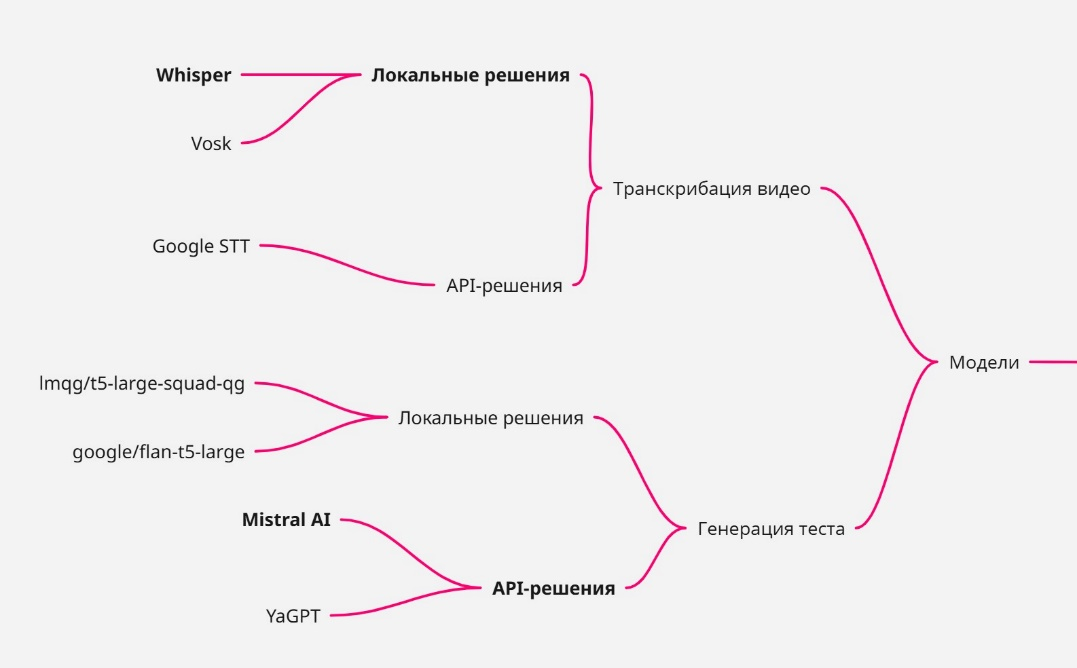 Whisper
Локальные решения
Vosk
Транскрибация видео
Google STT
API-решения
Модели
lmqg/t5-large-squad-qg
Локальные решения
google/flan-t5-large
Mistral AI
Генерация теста
API-решения
YaGPT